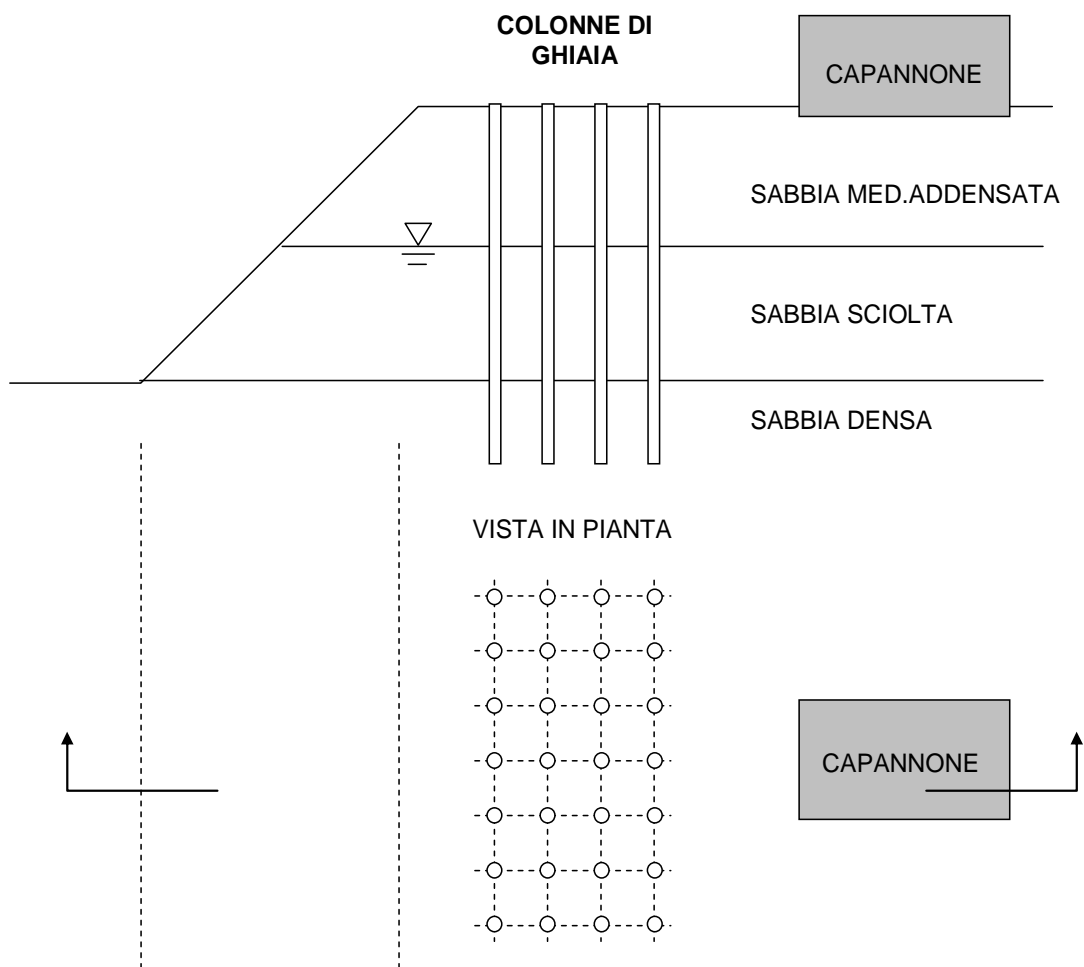 COLONNE DI
GHIAIA
CAPANNONE
SABBIA MED.ADDENSATA
SABBIA SCIOLTA
SABBIA DENSA
VISTA IN PIANTA
CAPANNONE